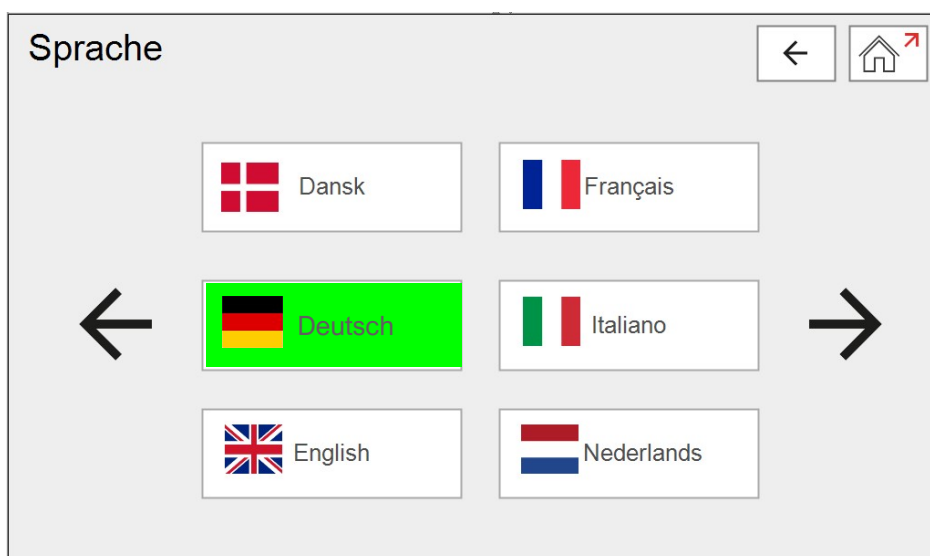 Sprache
Dansk
Français
Deutsch
Italiano
English
Nederlands